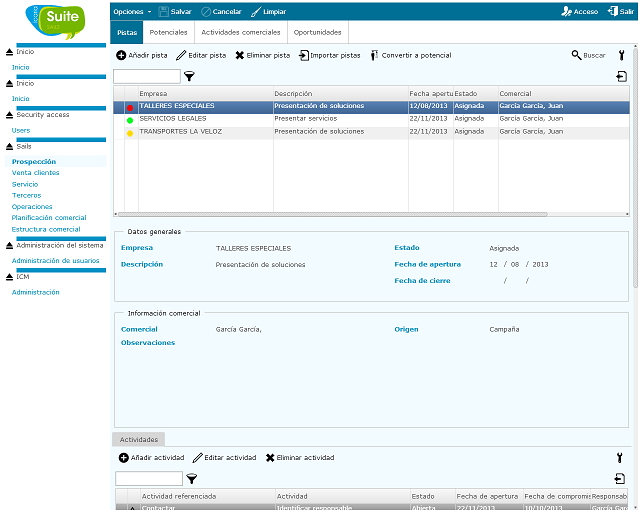 Suite
SAILS
Opciones Salvar Cancelar Limpiar Acceso Salir
Pistas Potenciales Actividades comerciales Oportunidades
Añadir pista Editar pista Eliminar pista Importar pistas Convertir a potencial Buscar
Inicio
Inicio
Inicio
Inicio
Security access
Users
Sails
Prospección
Venta clientes
Servicio
Terceros
Operaciones
Planificación comercial
Estructura comercial
Administración del sistema
Administración de usuarios
ICM
Administración
Empresa Descripción Fecha apertu Estado Comercial
TALLERES ESPECIALES Presentación de soluciones 12/08/2013 Asignada García García, Juan
SERVICIOS LEGALES Presentar servicios 22/11/2013 Asignada García García, Juan
TRANSPORTES LA VELOZ Presentación de soluciones 22/11/2013 Asignada García García, Juan
Datos generales
Empresa TALLERES ESPECIALES Estado Asignada
Descripción Presentación de soluciones Fecha de apertura 12 / 08 / 2013
Fecha de cierre / /
Información comercial
Comercial García García, Origen Campaña
Observaciones
Actividades
Añadir actividad Editar actividad Eliminar actividad
Actividad referenciada Actividad Estado Fecha de apertura Fecha de compromis Responsab
Contactar Identificar responsable Abierta 22/11/2013 10/10/2013 García Gar